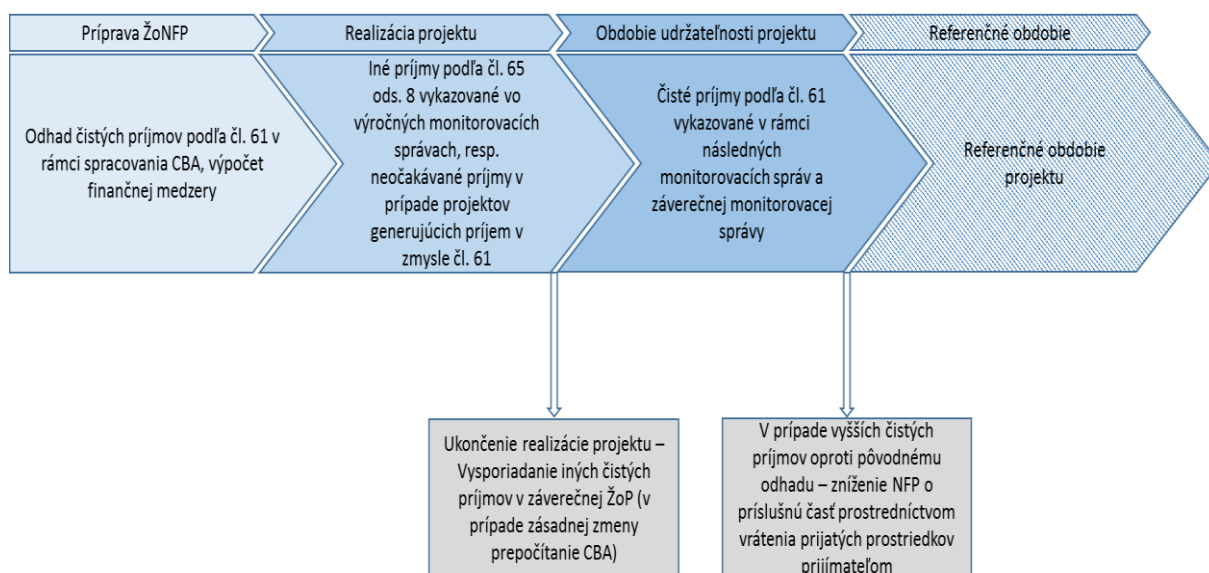 Príprava ŽoNFP
Realizácia projektu
Obdobie udržateľnosti projektu
Referenčné obdobie
Odhad čistých príjmov podľa čl. 61 v
rámci spracovania CBA, výpočet
finančnej medzery
Iné príjmy podľa čl. 65
ods. 8 vykazované vo
výročných monitorovacích
správach, resp.
neočakávané príjmy v
prípade projektov
generujúcich príjem v
zmysle čl. 61
Čisté príjmy podľa čl. 61
vykazované v rámci
následných
monitorovacích správ a
záverečnej monitorovacej
správy
Referenčné obdobie
projektu
Ukončenie realizácie projektu –
Vysporiadanie iných čistých
príjmov v záverečnej ŽoP (v
prípade zásadnej zmeny
prepočítanie CBA)
V prípade vyšších čistých
príjmov oproti pôvodnému
odhadu – zníženie NFP o
príslušnú časť prostredníctvom
vrátenia prijatých prostriedkov
prijímateľom